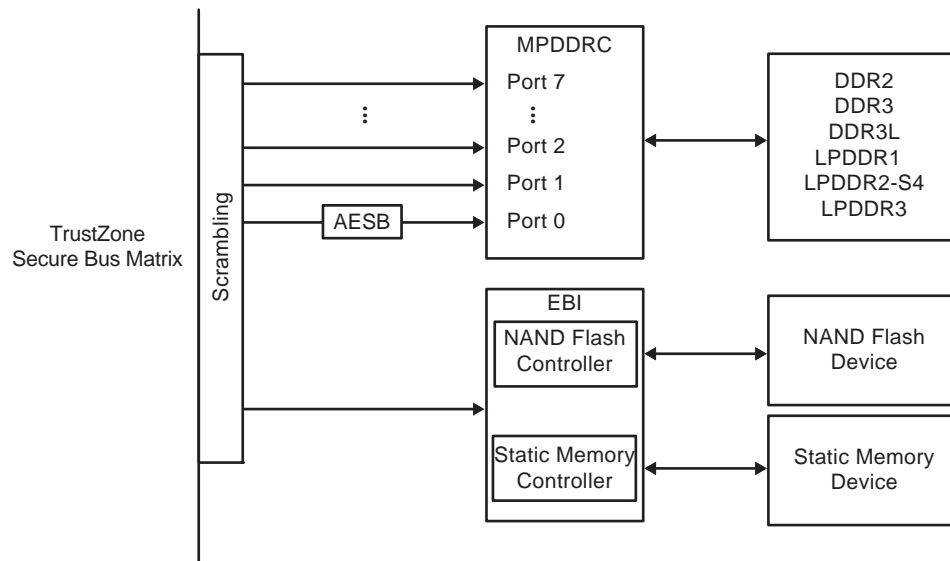 TrustZone
Secure Bus Matrix
Scrambling
...
AESB
MPDDRC
Port 7
...
Port 2
Port 1
Port 0
DDR2
DDR3
DDR3L
LPDDR1
LPDDR2-S4
LPDDR3
EBI
NAND Flash
Controller
Static Memory
Controller
NAND Flash
Device
Static Memory
Device